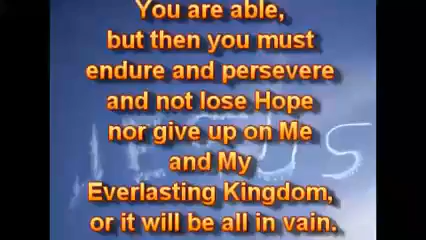 You are able,
but then you must
endure and persevere
and not lose Hope
nor give up on Me
and My
Everlasting Kingdom,
or it will be all in vain.
JESUS